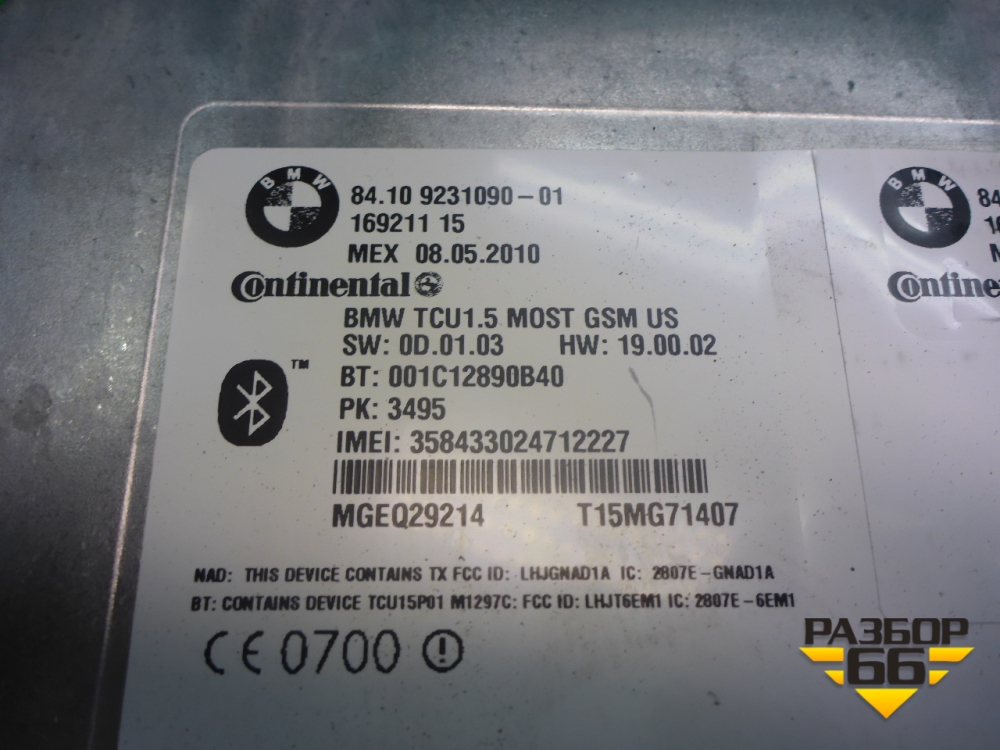 BMW
84.10 9231090-01
169211 15
MEX 08.05.2010
Continental
BMW TCU1.5 MOST GSM US
SW: 0D.01.03 HW: 19.00.02
™
BT: 001C12890B40
PK: 3495
IMEI: 358433024712227
MGEQ29214 T15MG71407
NAD: THIS DEVICE CONTAINS TX FCC ID: LHJGNAD1A IC: 2807E-GNAD1A
BT: CONTAINS DEVICE TCU15P01 M1297C: FCC ID: LHJT6EM1 IC: 2807E-6EM1
CE 0700
BMW
84
РАЗБОР
66